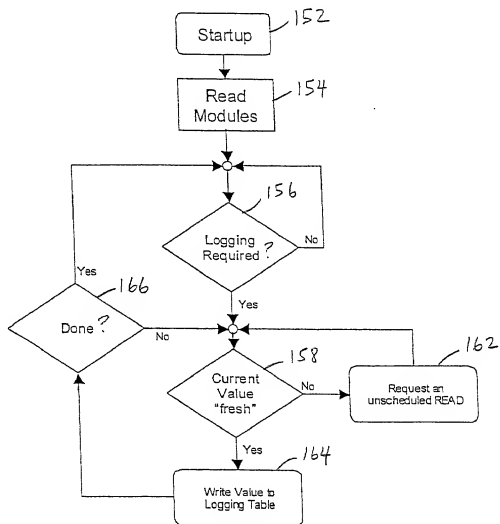 152
Startup
154
Read
Modules
156
Logging
Required ?
No
Yes
166
Yes
Done ?
No
158
162
Current
Value
"fresh"
No
Request an
unscheduled READ
Yes
164
Write Value to
Logging Table